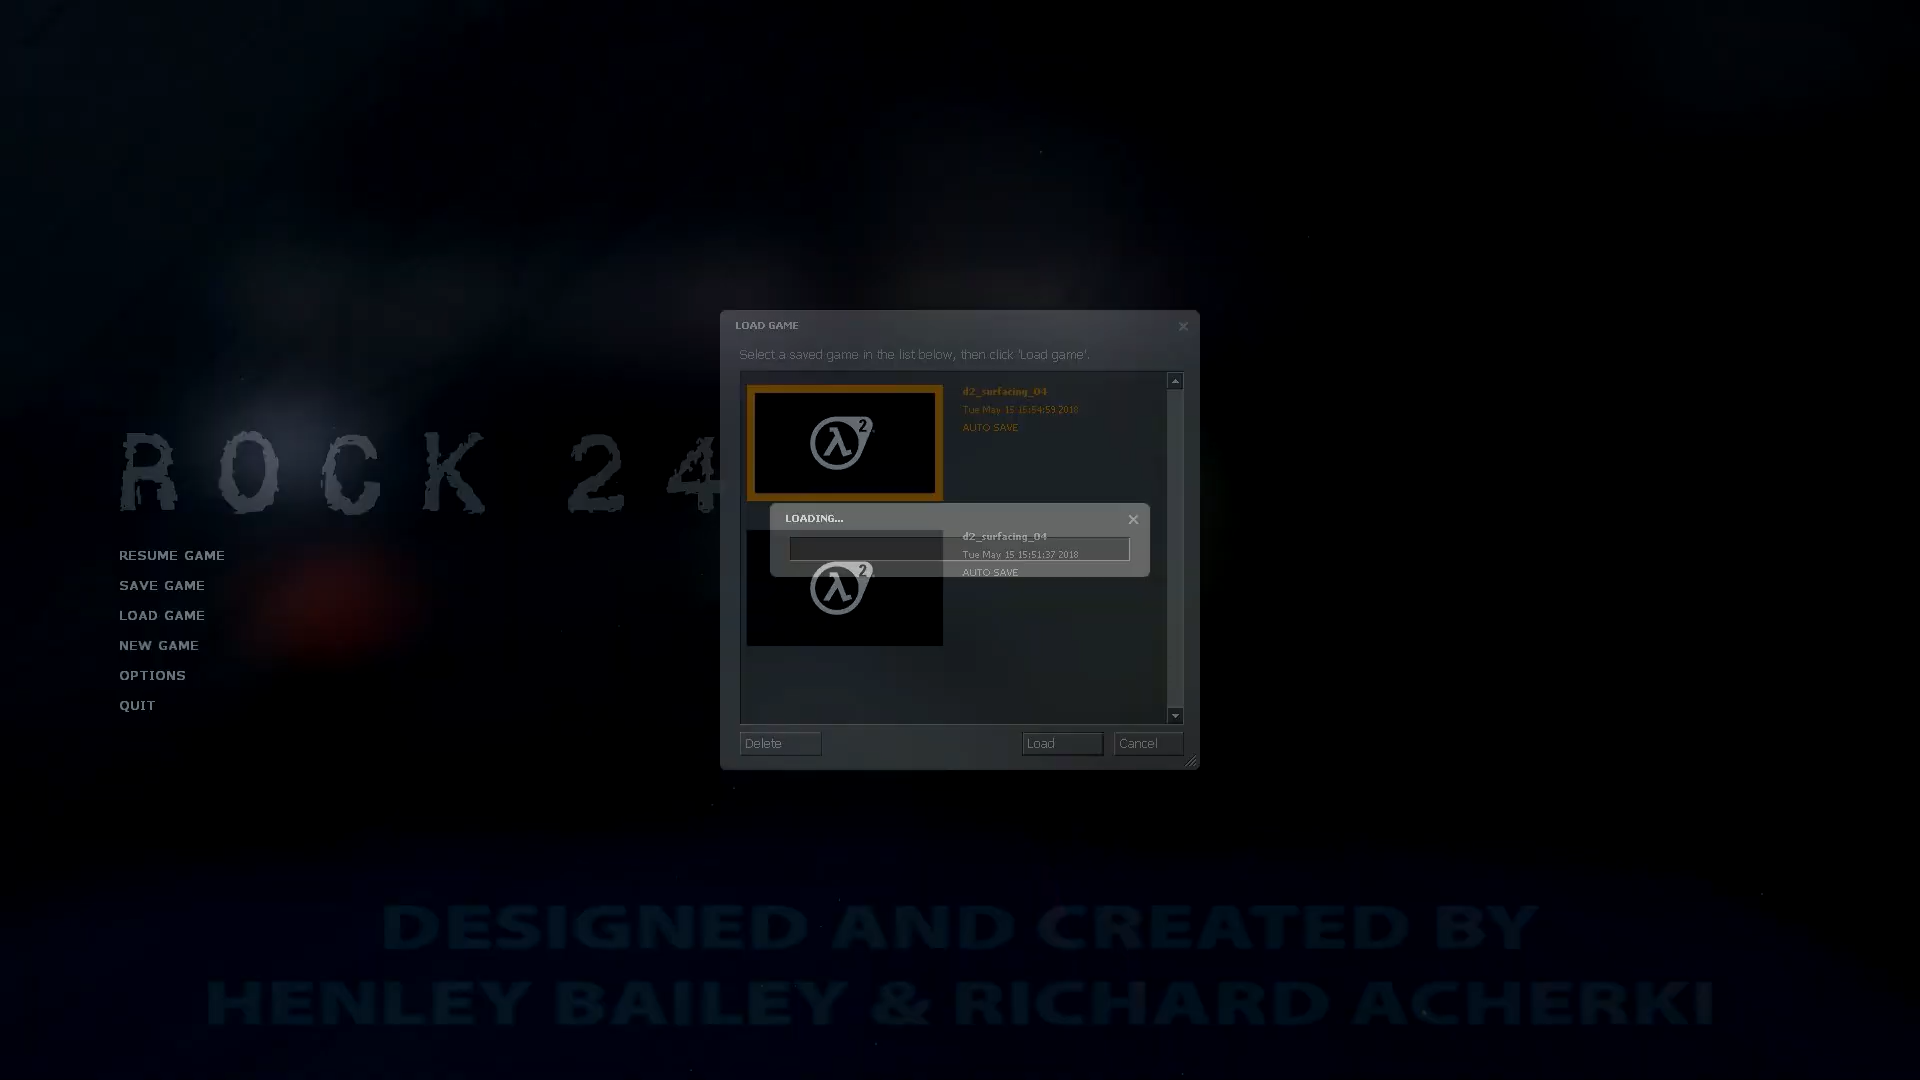 LOAD GAME
Select a saved game in the list below, then click 'Load game'.
d2_surfacing_04
Tue May 15 15:54:59 2018
AUTO SAVE
2
ROCK 24
LOADING...
d2_surfacing_04
Tue May 15 15:51:37 2018
AUTO SAVE
2
RESUME GAME
SAVE GAME
LOAD GAME
NEW GAME
OPTIONS
QUIT
Delete
Load
Cancel
DESIGNED AND CREATED BY
HENLEY BAILEY & RICHARD ACHERKI